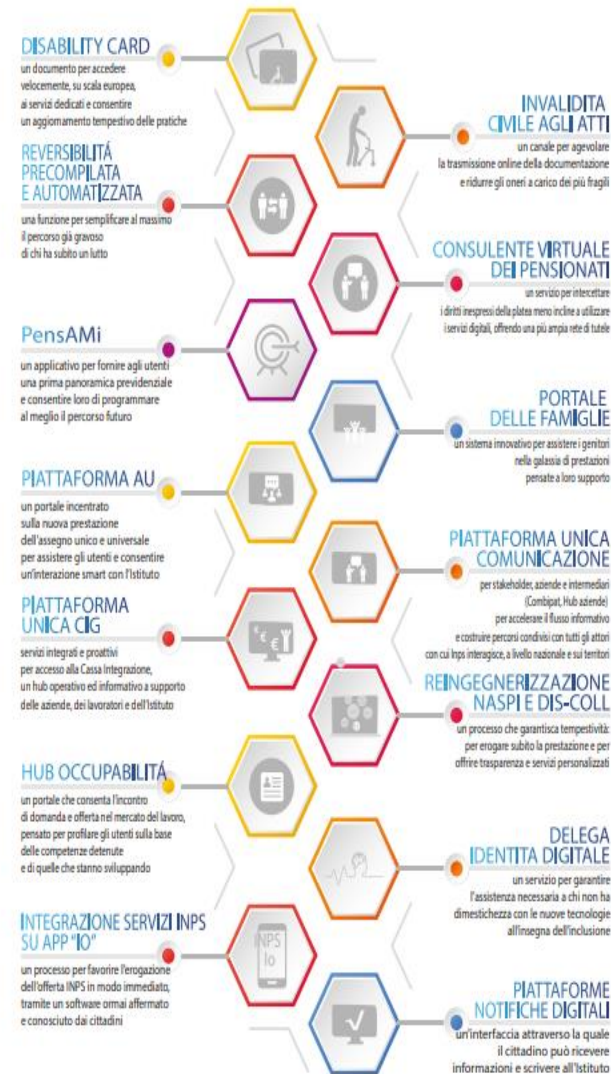 DISABILITY CARD
un documento per accedere
velocemente, su scala europea,
ai servizi dedicati e consentire
un aggiornamento tempestivo delle pratiche
INVALIDITA
CIVILE AGLI ATTI
un canale per agevolare
la trasmissione online della documentazione
e ridurre gli oneri a carico dei più fragili
REVERSIBILITÁ
PRECOMPILATA
E AUTOMATIZZATA
una funzione per semplificare al massimo
il percorso già gravoso
di chi ha subito un lutto
CONSULENTE VIRTUALE
DEI PENSIONATI
un servizio per intercettare
i diritti inespressi della platea meno incline a utilizzare
i servizi digitali, offrendo una più ampia rete di tutele
PensAMi
un applicativo per fornire agli utenti
una prima panoramica previdenziale
e consentire loro di programmare
al meglio il percorso futuro
PORTALE
DELLE FAMIGLIE
un sistema innovativo per assistere i genitori
nella galassia di prestazioni
pensate a loro supporto
PIATTAFORMA AU
un portale incentrato
sulla nuova prestazione
dell'assegno unico e universale
per assistere gli utenti e consentire
un'interazione smart con l'Istituto
PIATTAFORMA UNICA
COMUNICAZIONE
per stakeholder, aziende e intermediari
(Combipat, Hub aziende)
per accelerare il flusso informativo
e costruire percorsi condivisi con tutti gli attori
con cui Inps interagisce, a livello nazionale e sui territori
PIATTAFORMA
UNICA CIG
servizi integrati e proattivi
per accesso alla Cassa Integrazione,
un hub operativo ed informativo a supporto
delle aziende, dei lavoratori e dell'Istituto
€ € €
REINGEGNERIZZAZIONE
NASPI E DIS-COLL
un processo che garantisca tempestività:
per erogare subito la prestazione e per
offrire trasparenza e servizi personalizzati
HUB OCCUPABILITÁ
un portale che consenta l'incontro
di domanda e offerta nel mercato del lavoro,
pensato per profilare gli utenti sulla base
delle competenze detenute
e di quelle che stanno sviluppando
DELEGA
IDENTITA DIGITALE
un servizio per garantire
l'assistenza necessaria a chi non ha
dimestichezza con le nuove tecnologie
all'insegna dell'inclusione
INTEGRAZIONE SERVIZI INPS
SU APP "IO"
un processo per favorire l'erogazione
dell'offerta INPS in modo immediato,
tramite un software ormai affermato
e conosciuto dai cittadini
INPS
Io
PIATTAFORME
NOTIFICHE DIGITALI
un'interfaccia attraverso la quale
il cittadino può ricevere
informazioni e scrivere all'Istituto